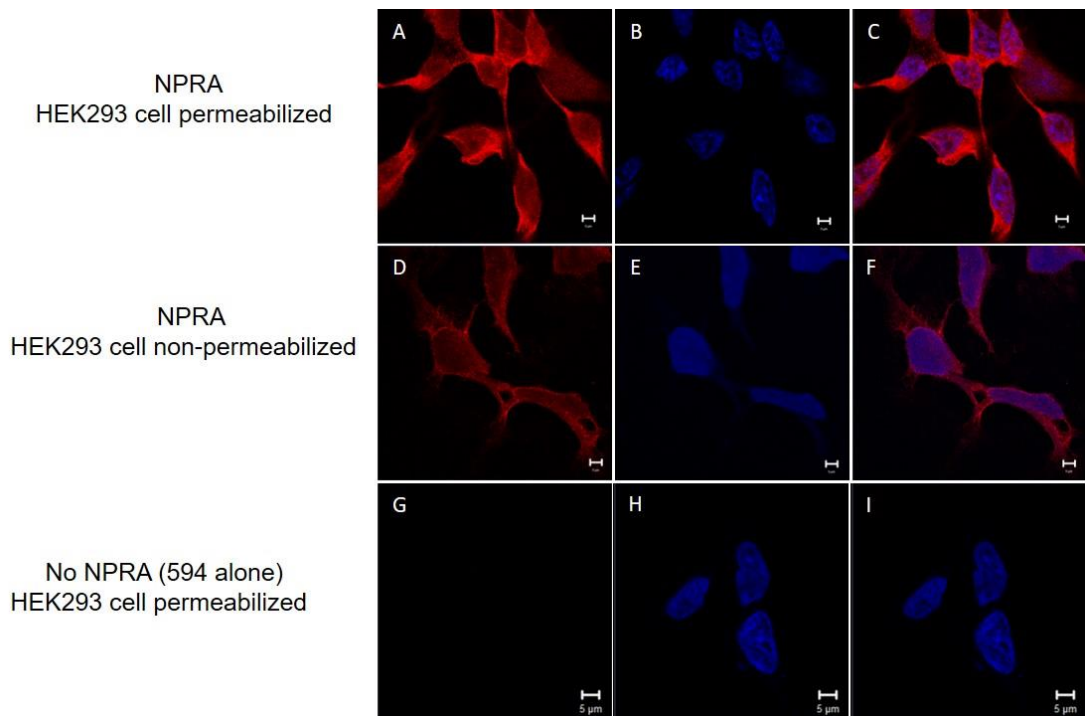 NPRA
HEK293 cell permeabilized
A
B
C
NPRA
HEK293 cell non-permeabilized
D
E
F
No NPRA (594 alone)
HEK293 cell permeabilized
G
H
I
5 µm
5 µm
5 µm